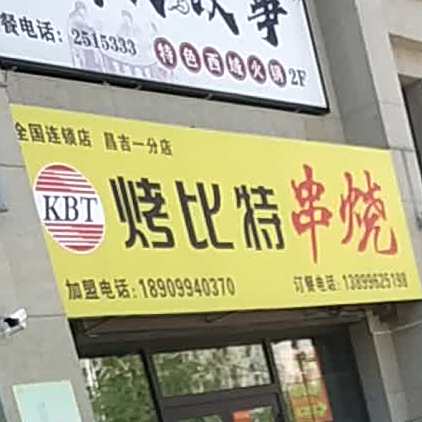 餐电话: 2515333
特色西域火锅 2F
全国连锁店 昌吉一分店
KBT
烤比特串烧
加盟电话: 18909940370
订餐电话: 13899625198